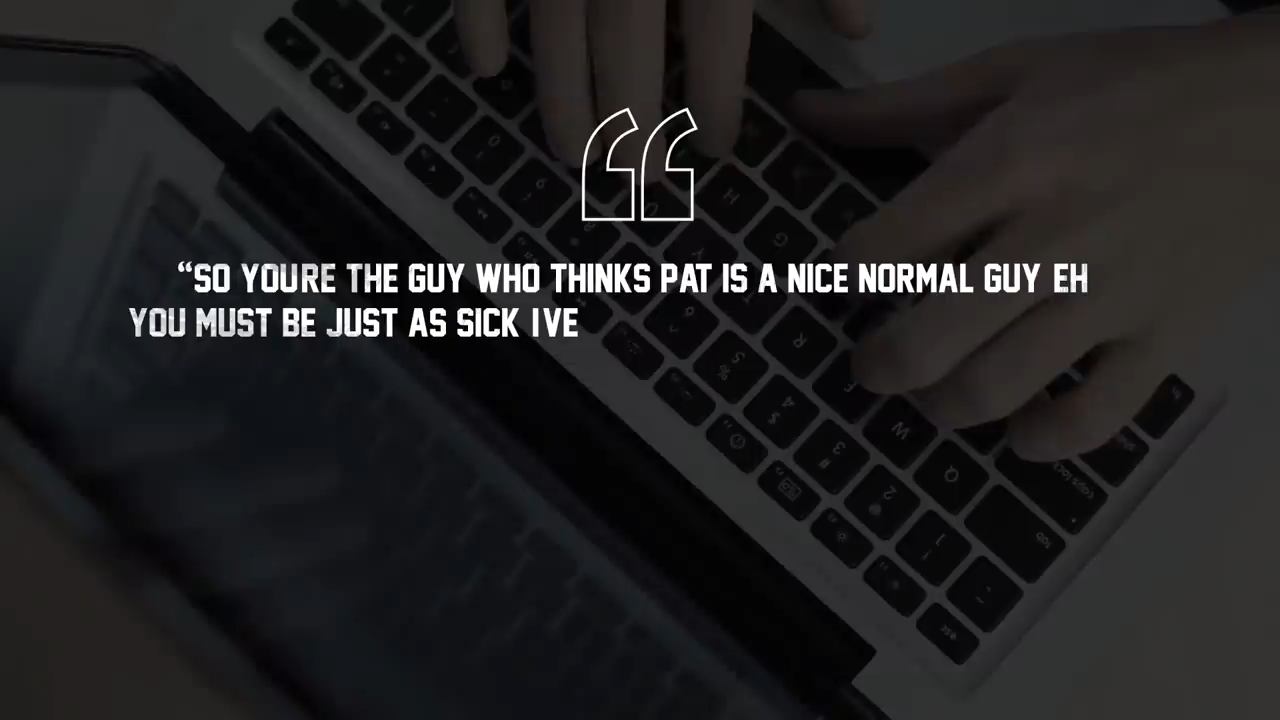 “SO YOURE THE GUY WHO THINKS PAT IS A NICE NORMAL GUY EH
YOU MUST BE JUST AS SICK IVE